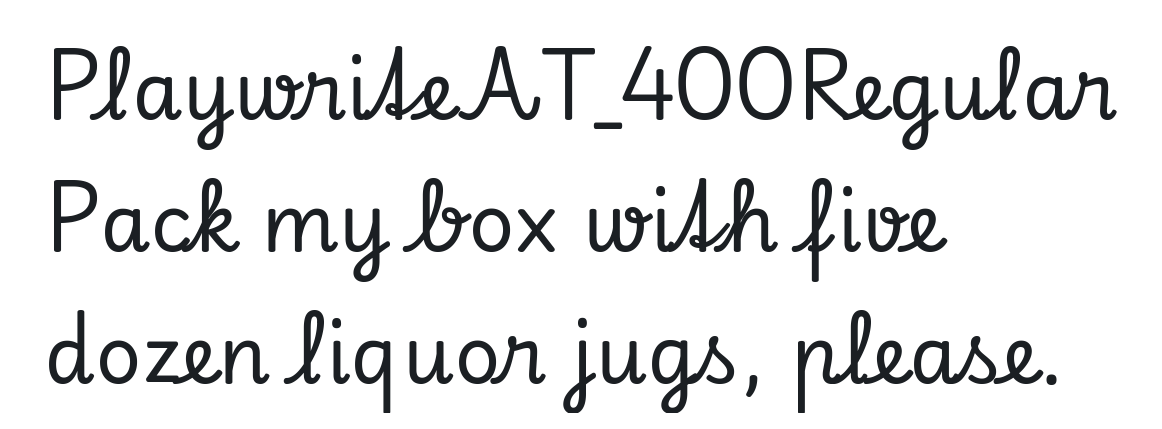 PlaywriteAT_400Regular
Pack my box with five
dozen liquor jugs, please.